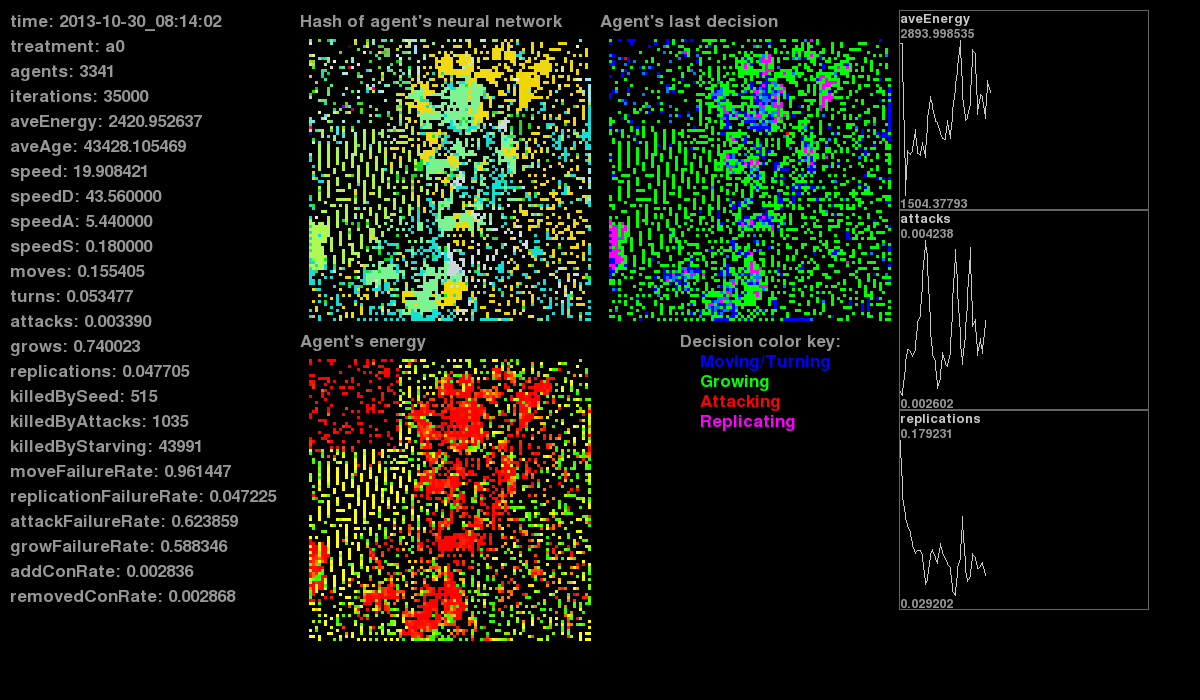 time: 2013-10-30_08:14:02
treatment: a0
agents: 3341
iterations: 35000
aveEnergy: 2420.952637
aveAge: 43428.105469
speed: 19.908421
speedD: 43.560000
speedA: 5.440000
speedS: 0.180000
moves: 0.155405
turns: 0.053477
attacks: 0.003390
grows: 0.740023
replications: 0.047705
killedBySeed: 515
killedByAttacks: 1035
killedByStarving: 43991
moveFailureRate: 0.961447
replicationFailureRate: 0.047225
attackFailureRate: 0.623859
growFailureRate: 0.588346
addConRate: 0.002836
removedConRate: 0.002868
Hash of agent's neural network
Agent's last decision
Agent's energy
Decision color key:
Moving/Turning
Growing
Attacking
Replicating
aveEnergy
2893.998535
1504.37793
attacks
0.004238
0.002602
replications
0.179231
0.029202